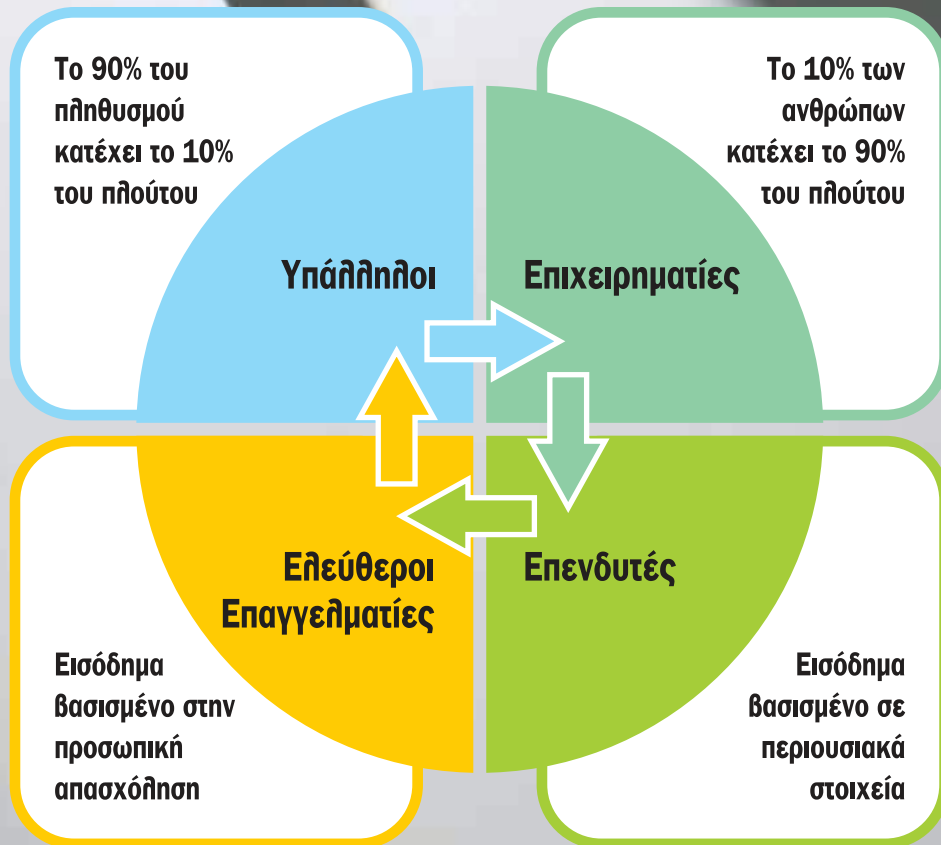 Το 90% του
πληθυσμού
κατέχει το 10%
του πλούτου
Το 10% των
ανθρώπων
κατέχει το 90%
του πλούτου
Υπάλληλοι
Επιχειρηματίες
Ελεύθεροι
Επαγγελματίες
Επενδυτές
Εισόδημα
βασισμένο στην
προσωπική
απασχόληση
Εισόδημα
βασισμένο σε
περιουσιακά
στοιχεία